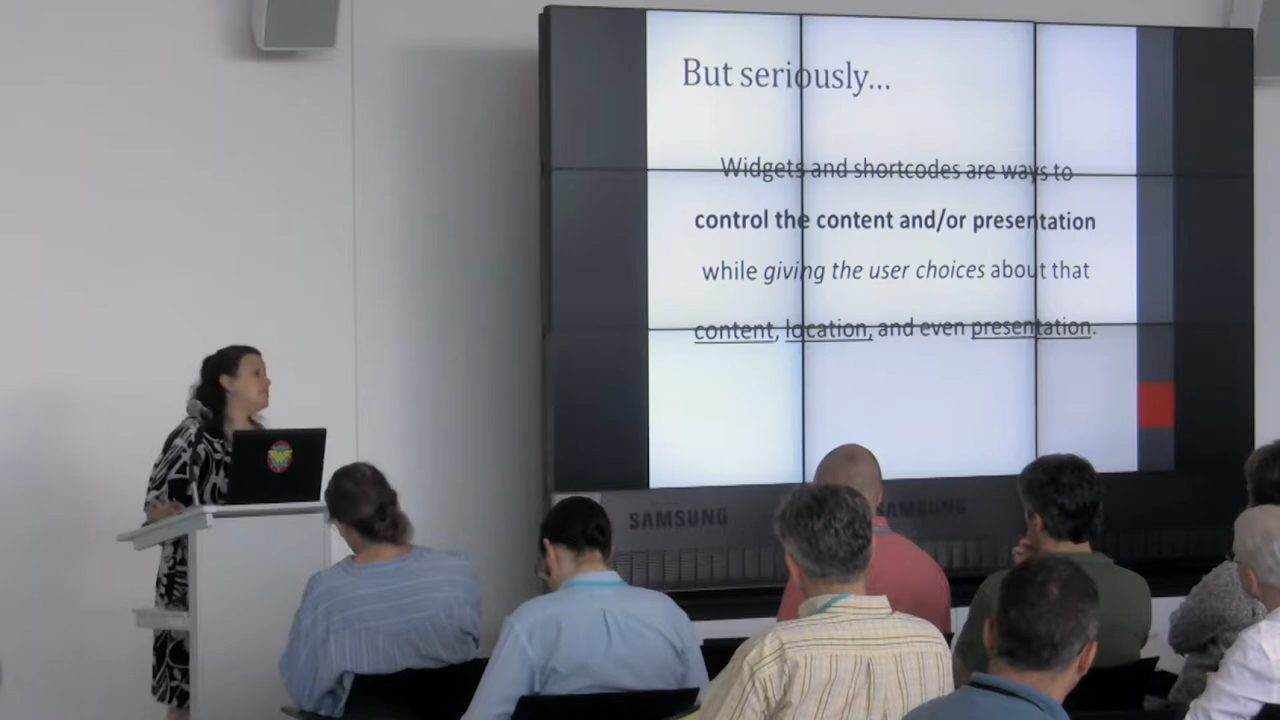 But seriously...
Widgets and shortcodes are ways to
control the content and/or presentation
while giving the user choices about that
content, location, and even presentation.
SAMSUNG
SAMSUNG